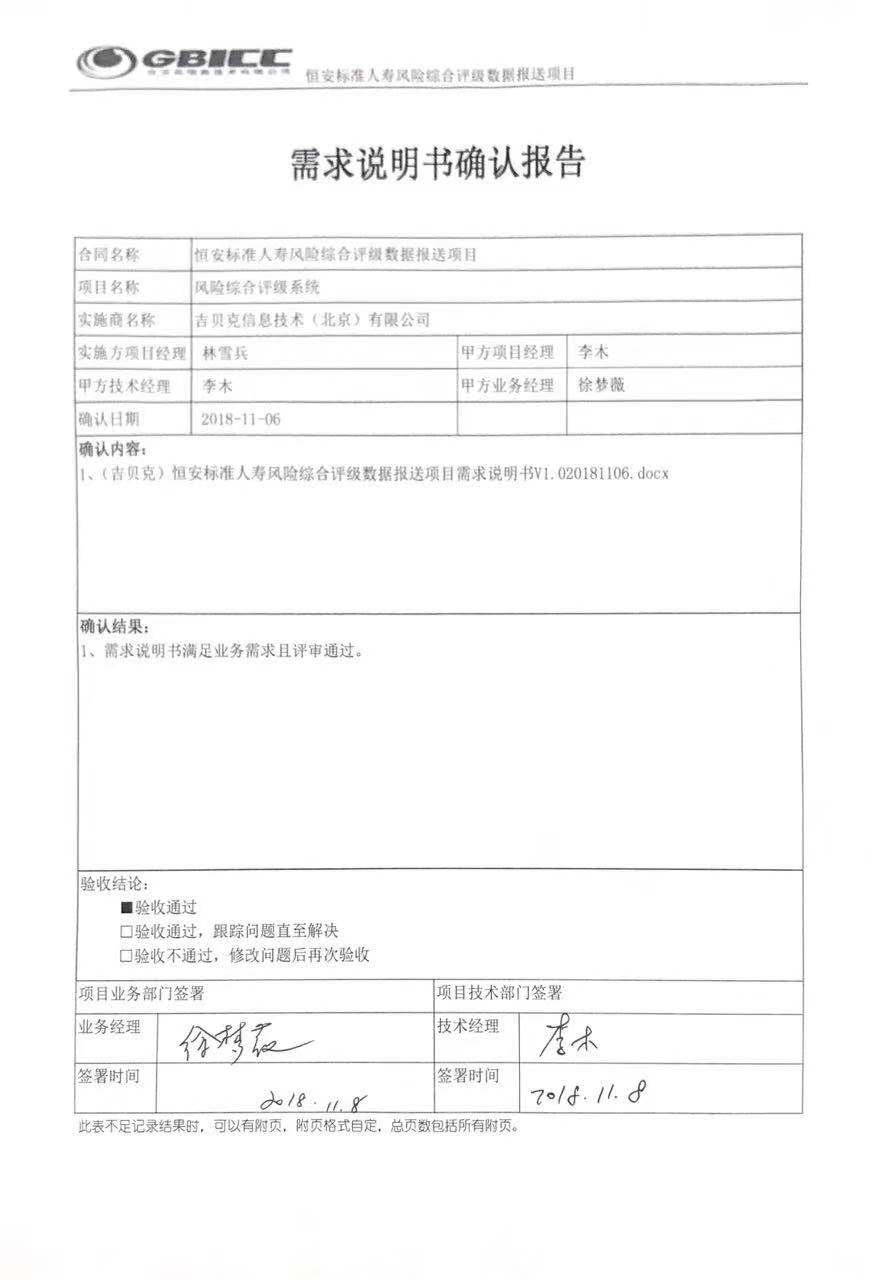 GBICC
恒安标准人寿风险综合评级数据报送项目
需求说明书确认报告
合同名称 恒安标准人寿风险综合评级数据报送项目
项目名称 风险综合评级系统
实施商名称 吉贝克信息技术（北京）有限公司
实施方项目经理 林雪兵 甲方项目经理 李木
甲方技术经理 李木 甲方业务经理 徐梦薇
确认日期 2018-11-06
确认内容：
1、（吉贝克）恒安标准人寿风险综合评级数据报送项目需求说明书V1.020181106.docx
确认结果：
1、需求说明书满足业务需求且评审通过。
验收结论：
■验收通过
□验收通过，跟踪问题直至解决
□验收不通过，修改问题后再次验收
项目业务部门签署 项目技术部门签署
业务经理 徐梦薇 技术经理 李木
签署时间 2018.11.8 签署时间 2018.11.8
此表不足记录结果时，可以有附页，附页格式自定，总页数包括所有附页。